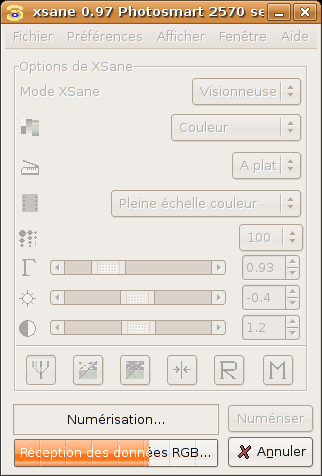 xsane 0.97 Photosmart 2570 se
Fichier Préférences Afficher Fenêtre Aide
Options de XSane
Mode XSane Visionneuse
Couleur
A plat
Pleine échelle couleur
100
Γ 0.93
-0.4
1.2
R M
Numérisation... Numériser
Réception des données RGB... Annuler